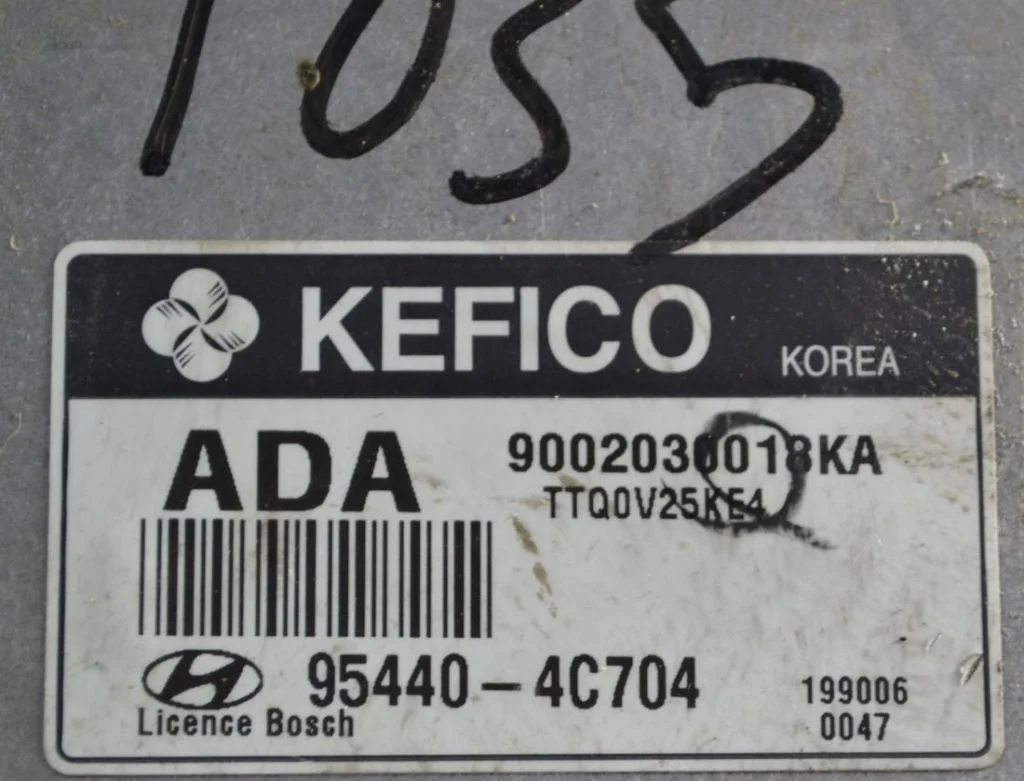 1055
KEFICO
KOREA
ADA
9002030018KA
TTQ0V25KE4
95440-4C704
Licence Bosch
199006
0047